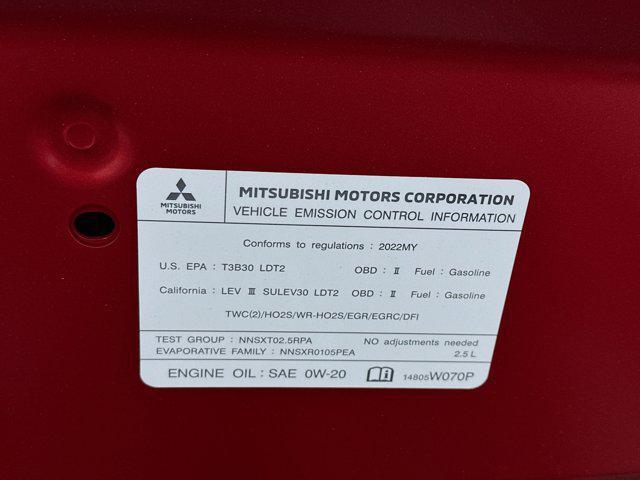 MITSUBISHI MOTORS
MITSUBISHI MOTORS CORPORATION
VEHICLE EMISSION CONTROL INFORMATION
Conforms to regulations : 2022MY
U.S. EPA : T3B30 LDT2 OBD : Ⅱ Fuel : Gasoline
California : LEV Ⅲ SULEV30 LDT2 OBD : Ⅱ Fuel : Gasoline
TWC(2)/HO2S/WR-HO2S/EGR/EGRC/DFI
TEST GROUP : NNSXT02.5RPA NO adjustments needed
EVAPORATIVE FAMILY : NNSXR0105PEA 2.5 L
ENGINE OIL : SAE 0W-20 14805W070P